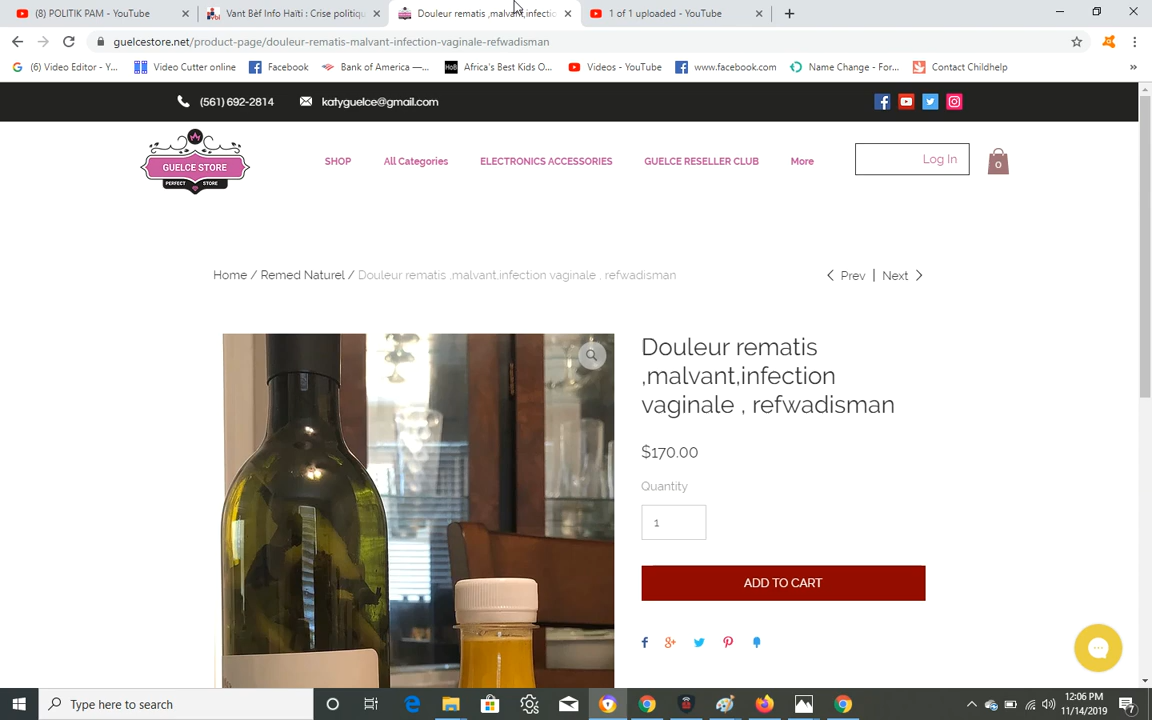 (8) POLITIK PAM - YouTube
Vant Bèf Info Haïti : Crise politiqu
Douleur rematis ,malvant,infectio
1 of 1 uploaded - YouTube
guelcestore.net/product-page/douleur-rematis-malvant-infection-vaginale-refwadisman
(6) Video Editor - Y...
Video Cutter online
Facebook
Bank of America —...
HoB
Africa's Best Kids O...
Videos - YouTube
www.facebook.com
Name Change - For...
Contact Childhelp
»
(561) 692-2814
katyguelce@gmail.com
GUELCE STORE
PERFECT STORE
SHOP
All Categories
ELECTRONICS ACCESSORIES
GUELCE RESELLER CLUB
More
Log In
0
Home / Remed Naturel / Douleur rematis ,malvant,infection vaginale , refwadisman
< Prev | Next >
Douleur rematis
,malvant,infection
vaginale , refwadisman
$170.00
Quantity
1
ADD TO CART
Type here to search
12:06 PM
11/14/2019
7